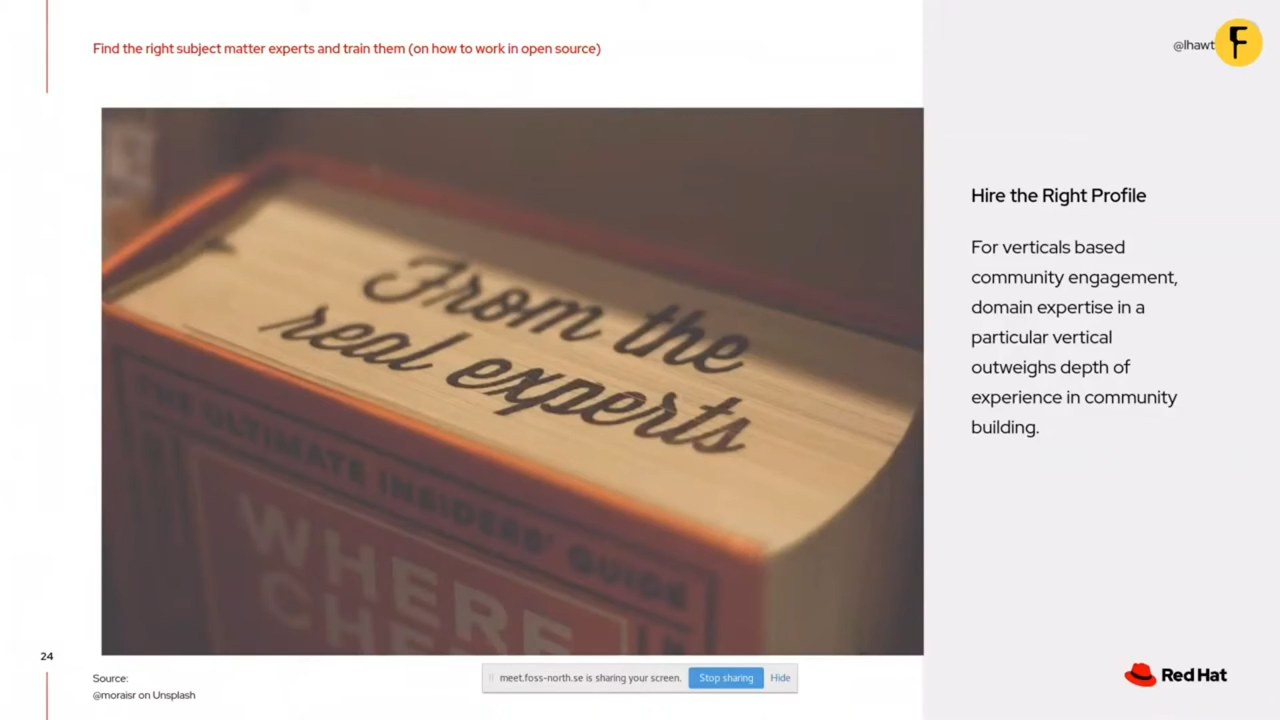 Find the right subject matter experts and train them (on how to work in open source)
@lhawt
F
From the
real experts
THE ULTIMATE INSIDERS' GUIDE
WHERE
CHE
Hire the Right Profile
For verticals based
community engagement,
domain expertise in a
particular vertical
outweighs depth of
experience in community
building.
24
Source:
@moraisr on Unsplash
meet.foss-north.se is sharing your screen.
Stop sharing
Hide
Red Hat